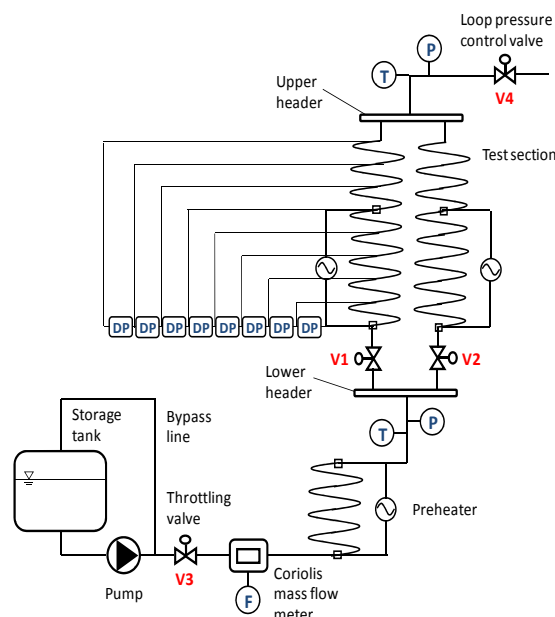 Loop pressure
control valve
P
T
V4
Upper
header
Test section
DP DP DP DP DP DP DP DP
V1
V2
Lower
header
P
T
Storage
tank
Bypass
line
Throttling
valve
Preheater
V3
Pump
Coriolis
mass flow
meter
F